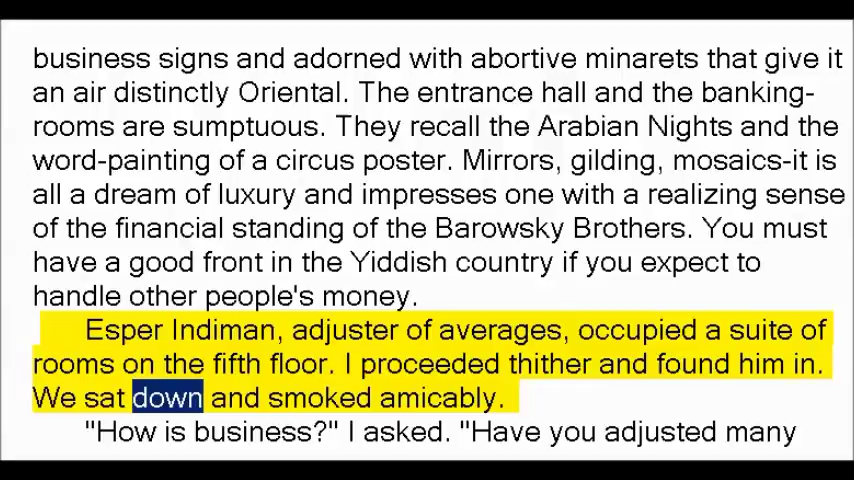 business signs and adorned with abortive minarets that give it
an air distinctly Oriental. The entrance hall and the banking-
rooms are sumptuous. They recall the Arabian Nights and the
word-painting of a circus poster. Mirrors, gilding, mosaics-it is
all a dream of luxury and impresses one with a realizing sense
of the financial standing of the Barowsky Brothers. You must
have a good front in the Yiddish country if you expect to
handle other people's money.
Esper Indiman, adjuster of averages, occupied a suite of
rooms on the fifth floor. I proceeded thither and found him in.
We sat down and smoked amicably.
"How is business?" I asked. "Have you adjusted many